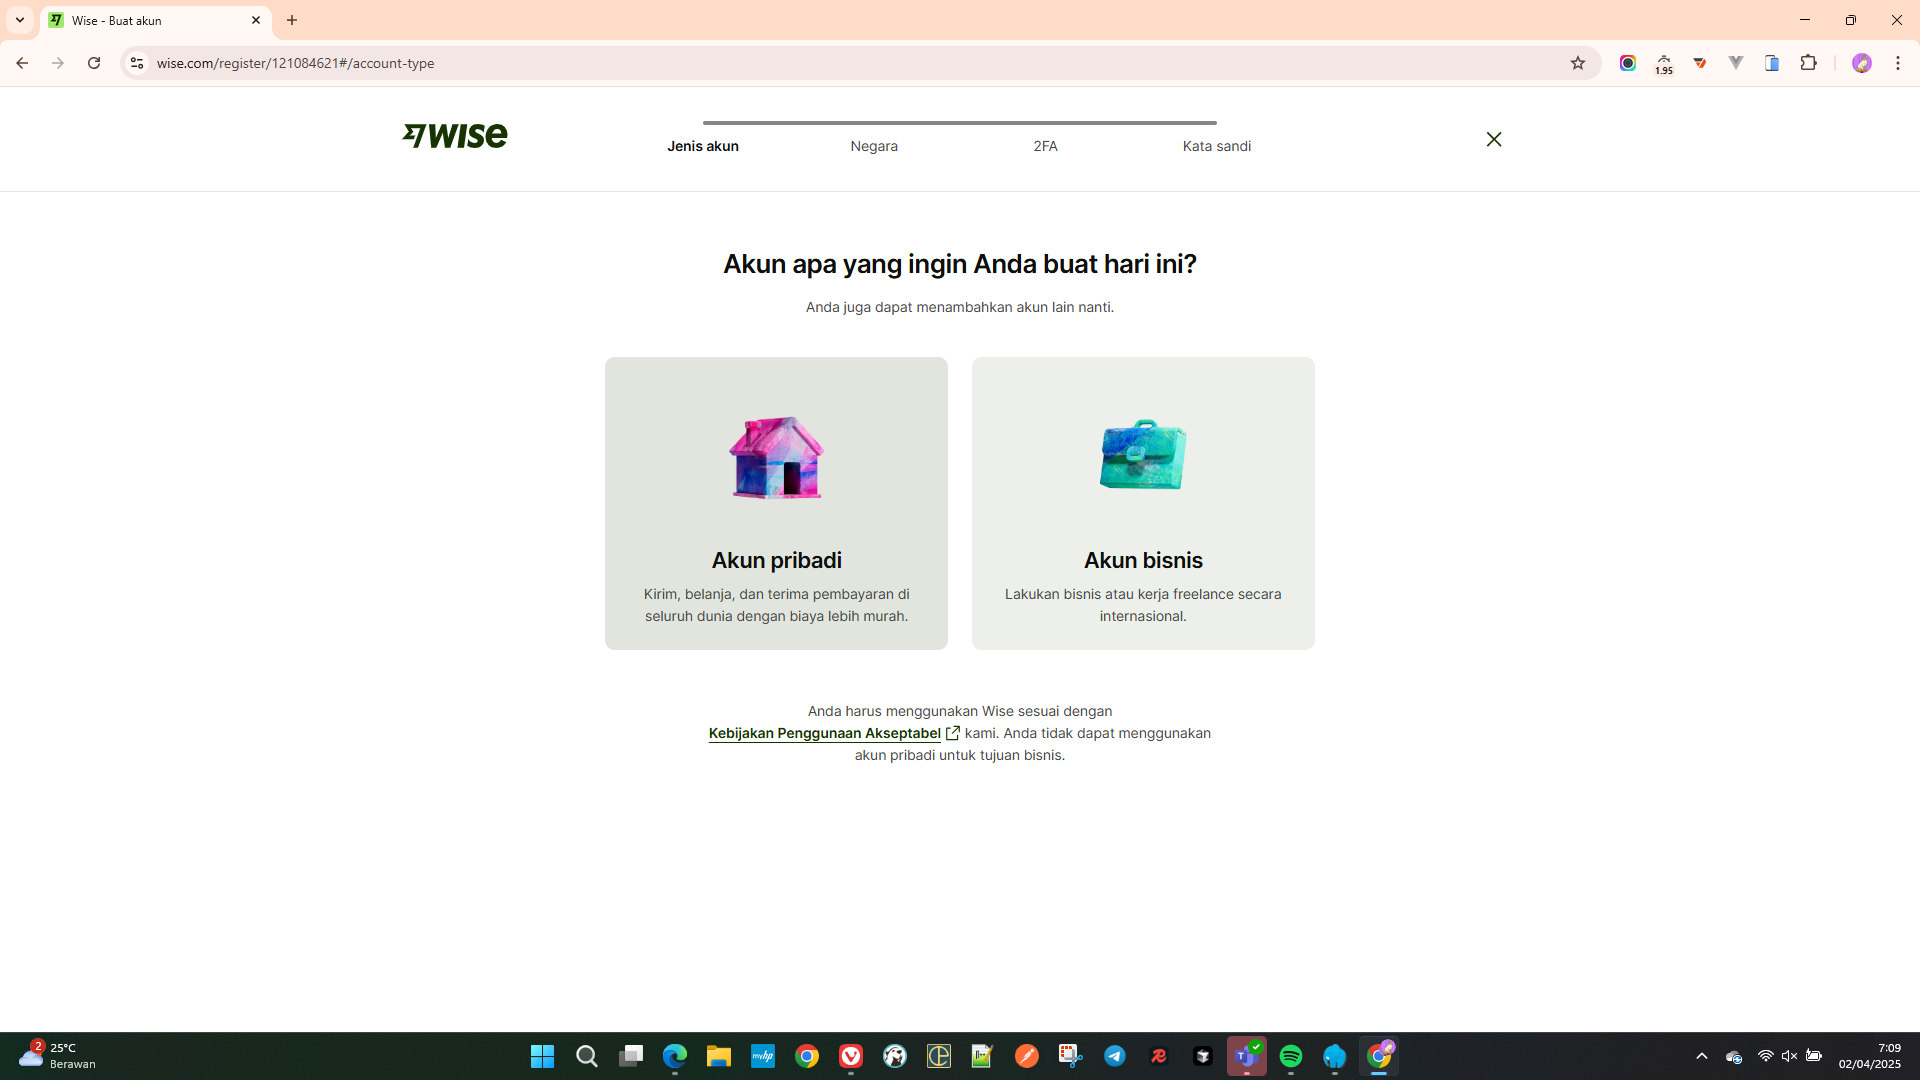 Wise - Buat akun
wise.com/register/121084621#/account-type
1.95
WISE
Jenis akun
Negara
2FA
Kata sandi
Akun apa yang ingin Anda buat hari ini?
Anda juga dapat menambahkan akun lain nanti.
Akun pribadi
Kirim, belanja, dan terima pembayaran di
seluruh dunia dengan biaya lebih murah.
Akun bisnis
Lakukan bisnis atau kerja freelance secara
internasional.
Anda harus menggunakan Wise sesuai dengan
Kebijakan Penggunaan Akseptabel kami. Anda tidak dapat menggunakan
akun pribadi untuk tujuan bisnis.
2
25°C
Berawan
myhp
7:09
02/04/2025